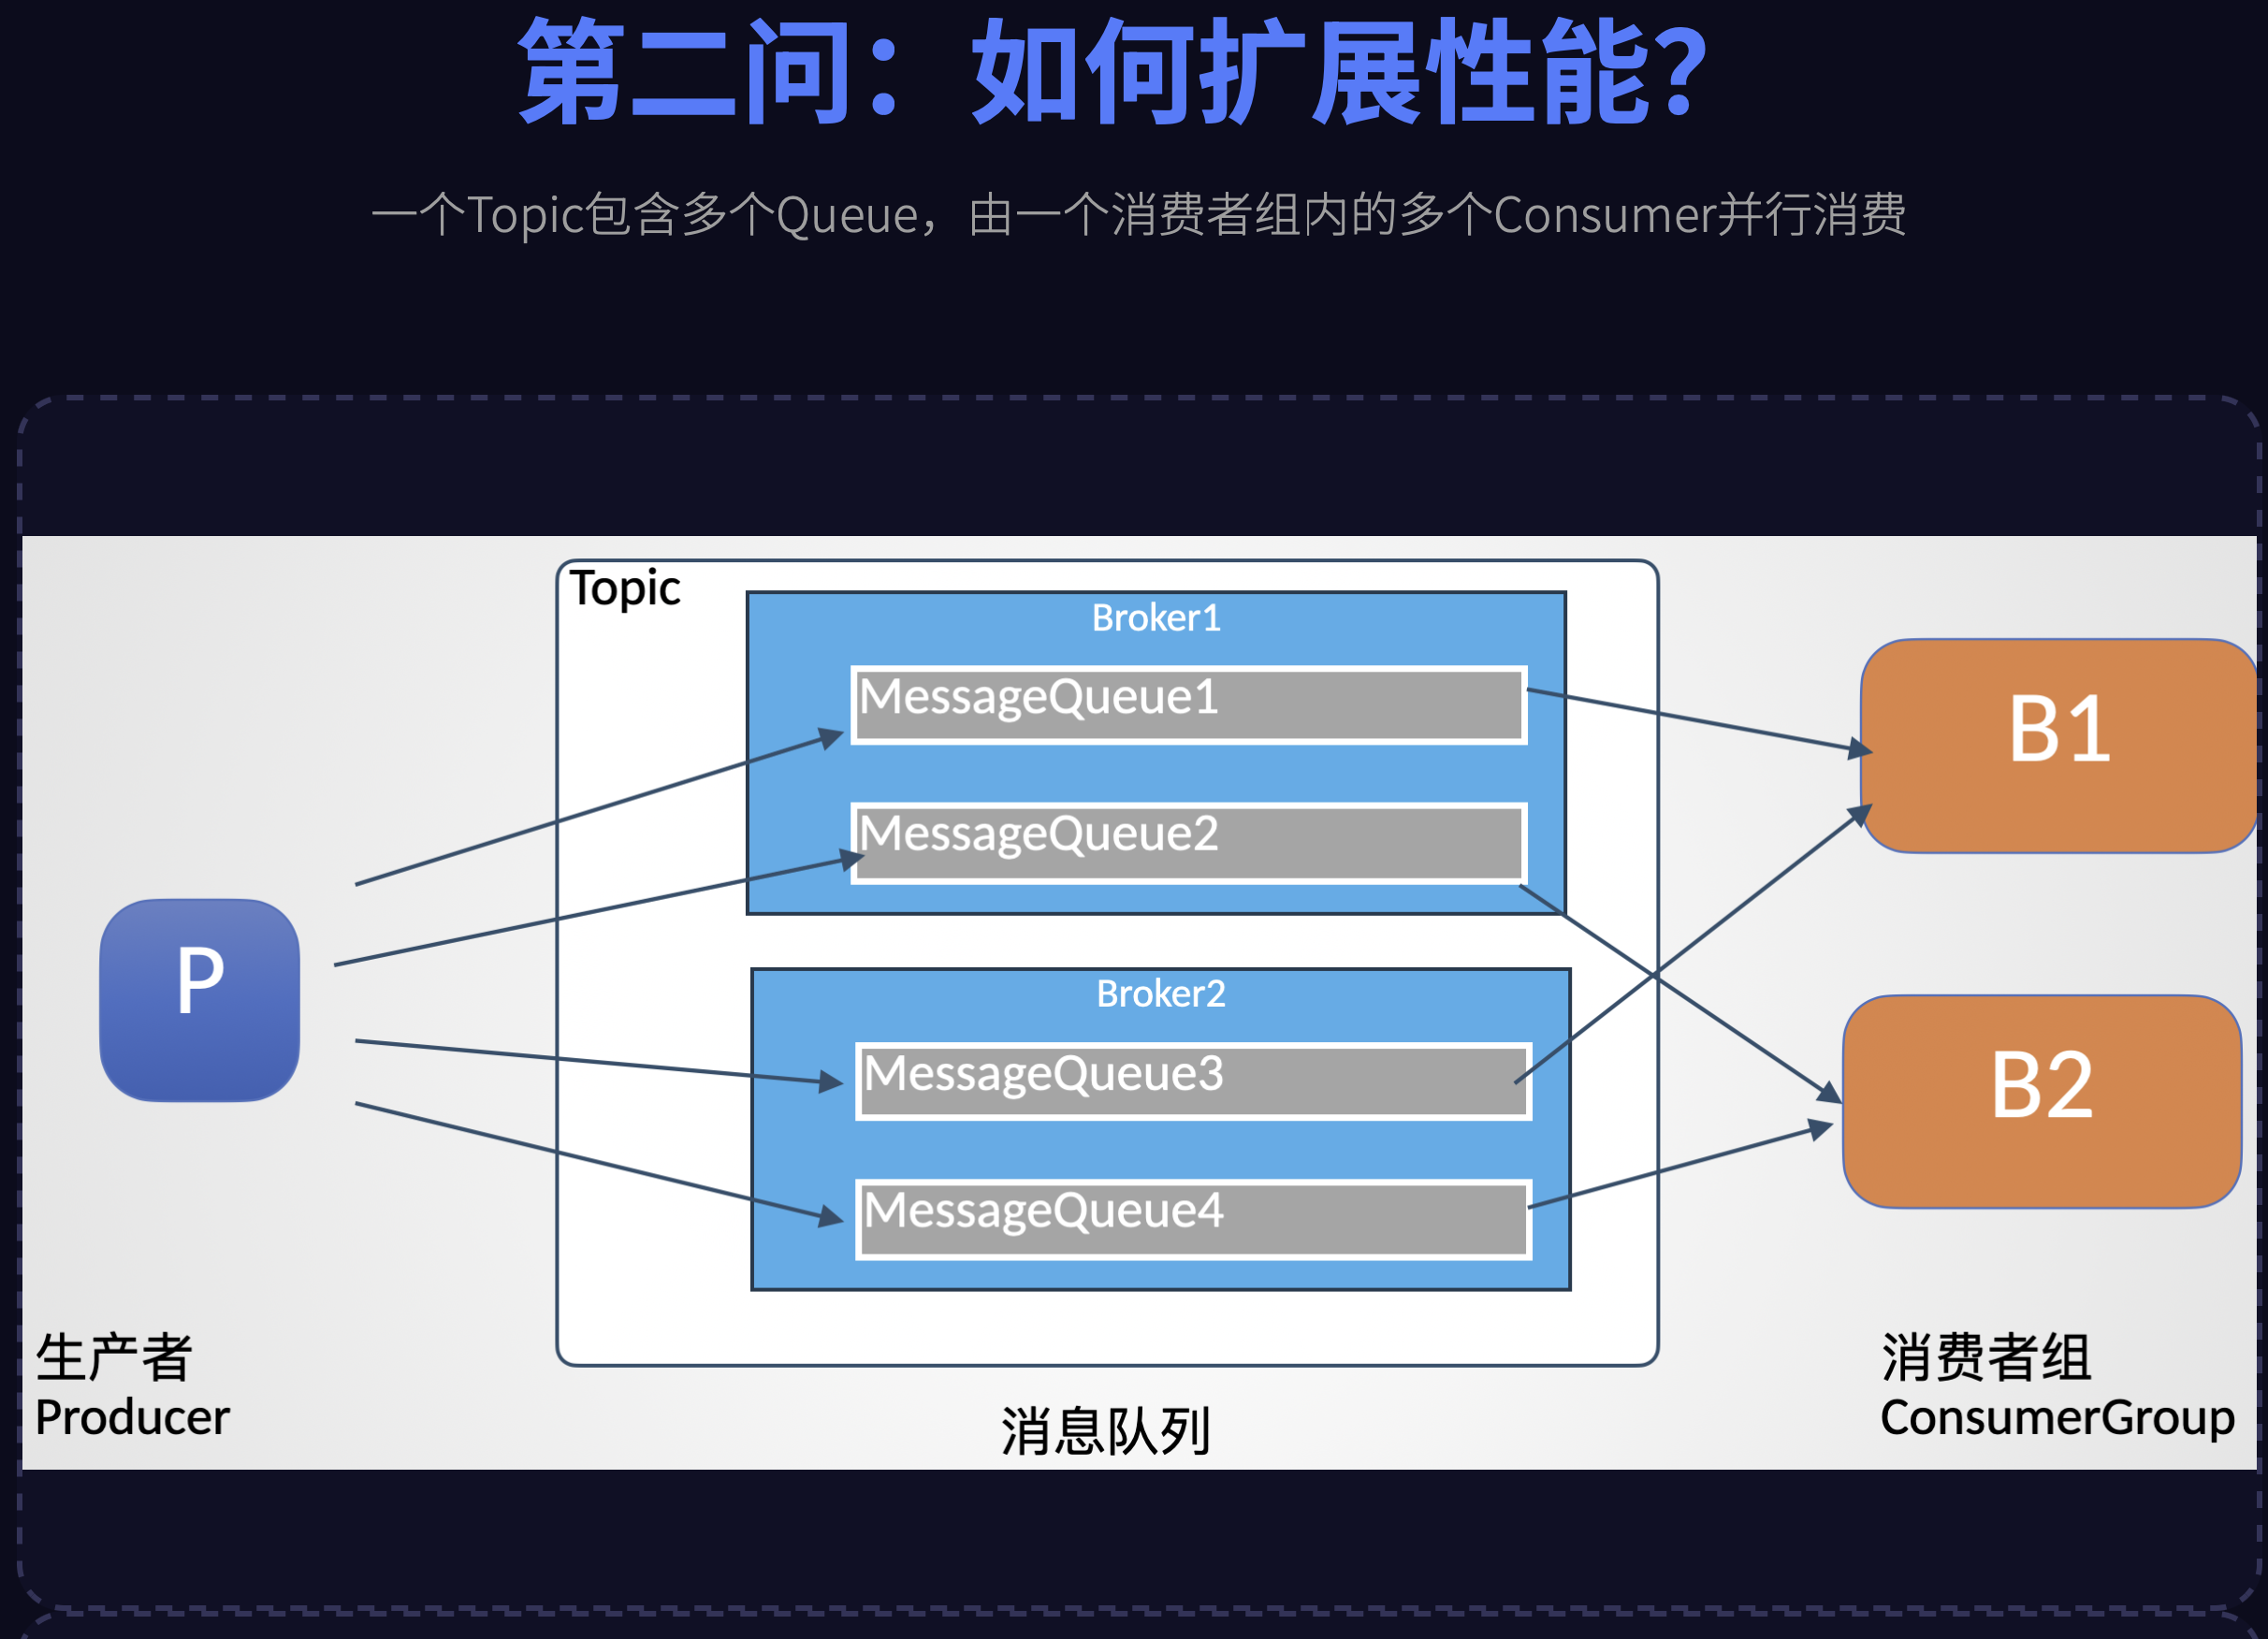 第二问：如何扩展性能？
一个Topic包含多个Queue，由一个消费者组内的多个Consumer并行消费
Topic
Broker1
MessageQueue1
MessageQueue2
Broker2
MessageQueue3
MessageQueue4
P
B1
B2
生产者
Producer
消息队列
消费者组
ConsumerGroup